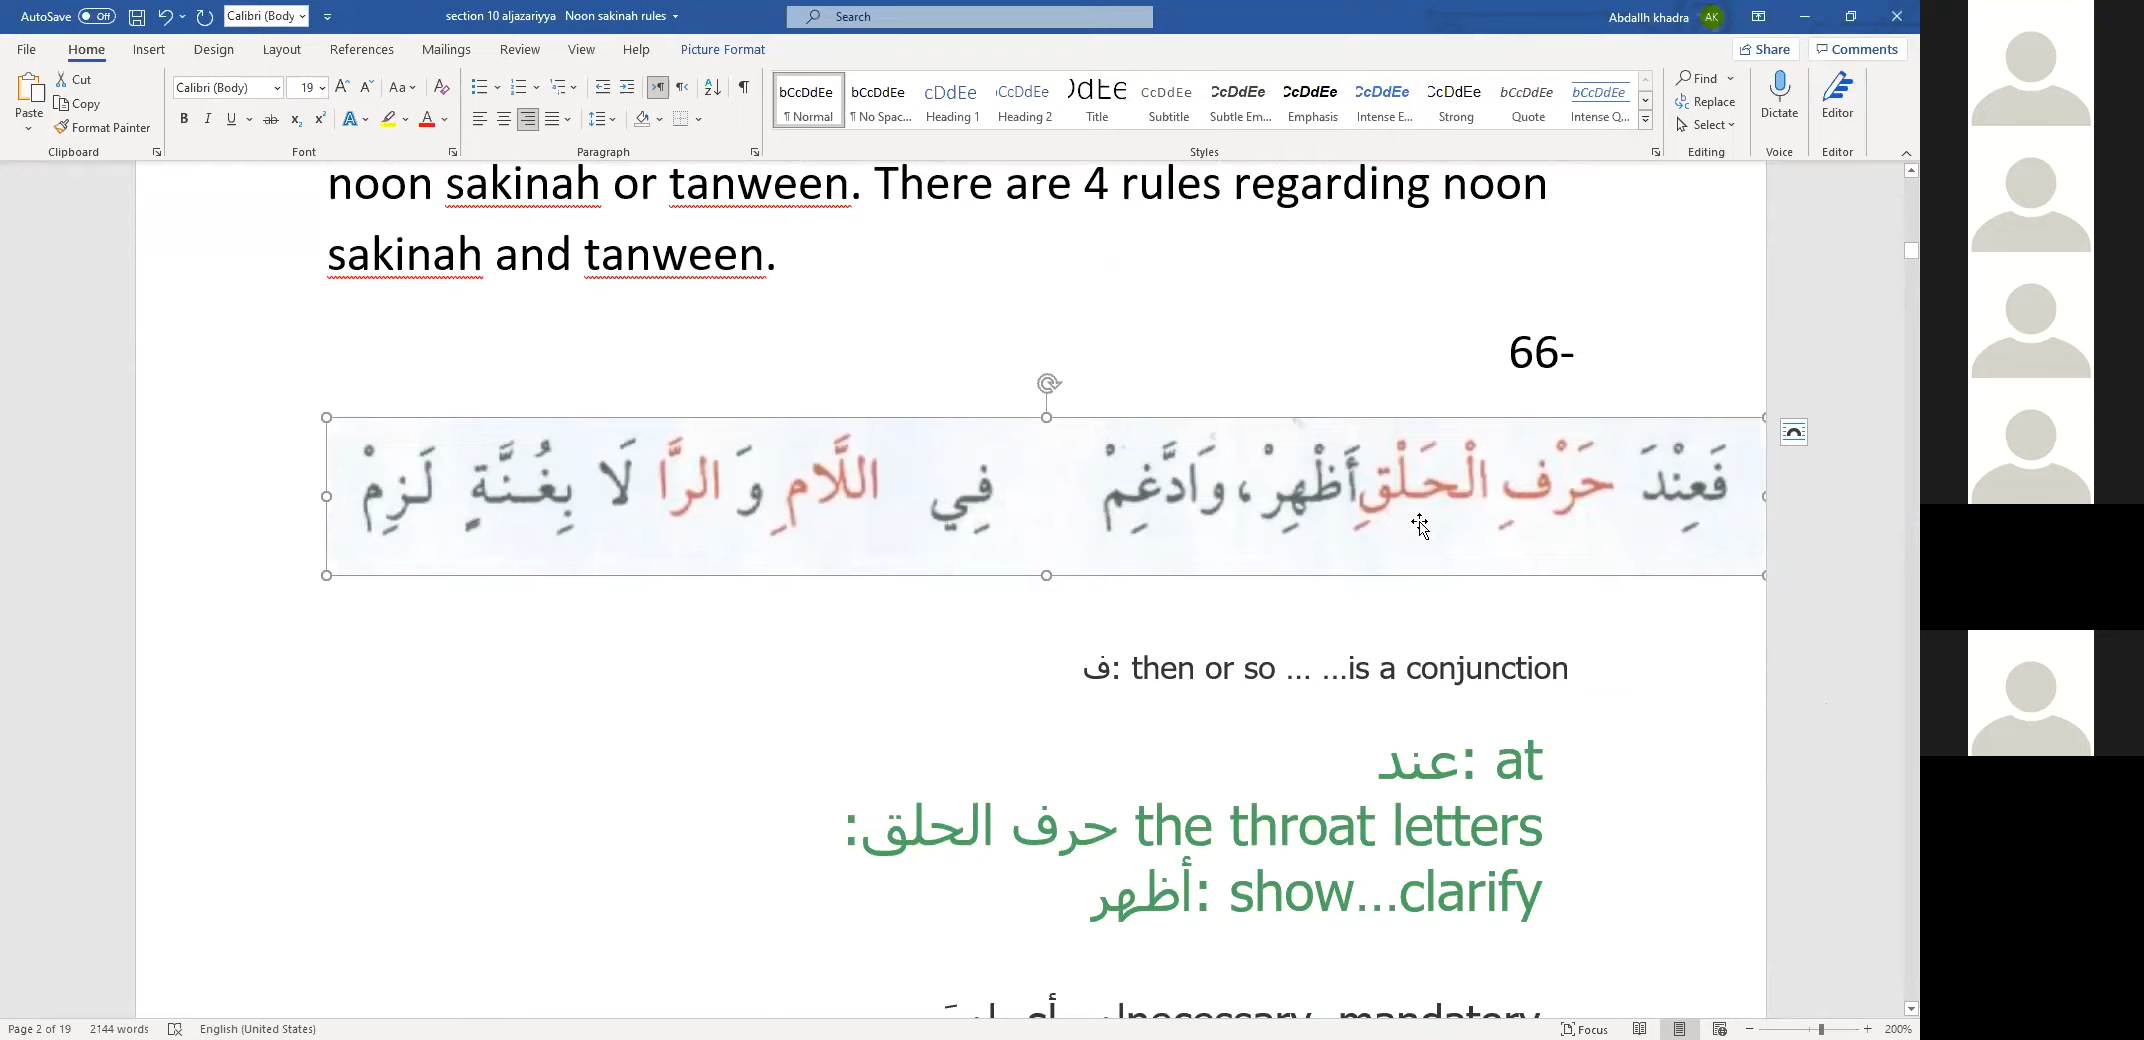 AutoSave Off Calibri (Body section 10 aljazariyya Noon sakinah rules Search Abdallh khadra AK
File Home Insert Design Layout References Mailings Review View Help Picture Format Share Comments
Paste Cut Copy Format Painter Clipboard
Calibri (Body) 19 Font
Paragraph
bCcDdEe bCcDdEe cDdEe bCcDdEe DdEe CcDdEe CcDdEe CcDdEe CcDdEe CcDdEe bCcDdEe bCcDdEe
¶ Normal ¶ No Spac... Heading 1 Heading 2 Title Subtitle Subtle Em... Emphasis Intense E... Strong Quote Intense Q...
Styles
Find Replace Select Editing
Dictate Voice
Editor Editor
noon sakinah or tanween. There are 4 rules regarding noon
sakinah and tanween.
66-
فَعِنْدَ حَرْفِ الْحَلْقِ أَظْهِرْ، وَادَّغِمْ فِي اللَّامِ وَ الرَّا لَا بِغُنَّةٍ لَزِمْ
ف: then or so ... ...is a conjunction
عند: at
حرف الحلق: the throat letters
أظهر: show...clarify
necessary, mandatory
Page 2 of 19 2144 words English (United States) Focus 200%